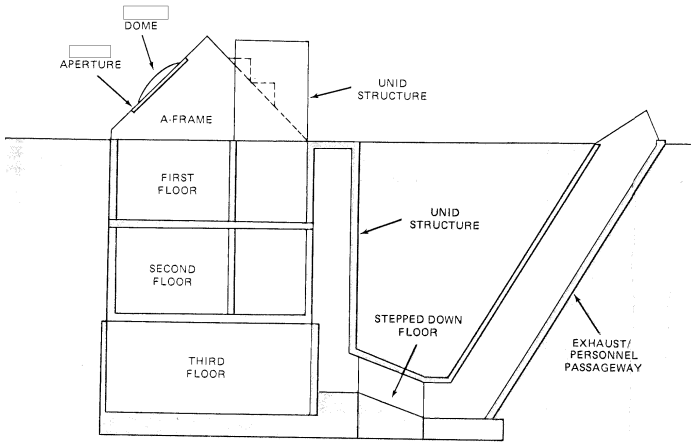 DOME
APERTURE
A-FRAME
UNID
STRUCTURE
FIRST
FLOOR
UNID
STRUCTURE
SECOND
FLOOR
STEPPED DOWN
FLOOR
EXHAUST/
PERSONNEL
PASSAGEWAY
THIRD
FLOOR